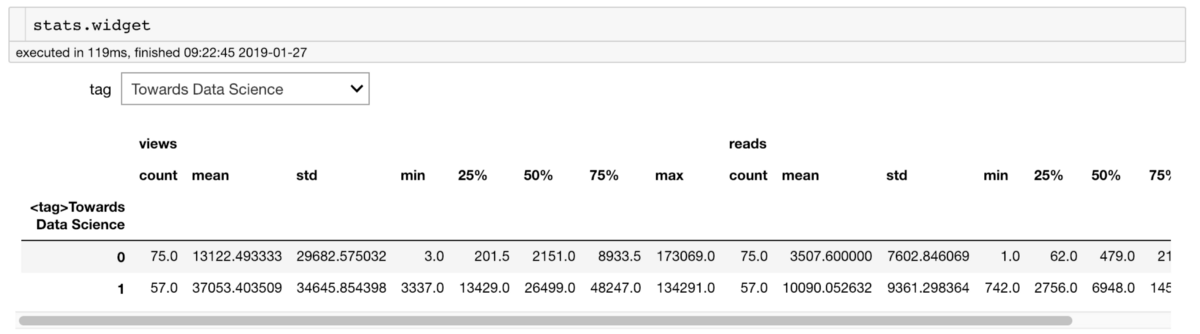 stats.widget
executed in 119ms, finished 09:22:45 2019-01-27
tag Towards Data Science
views reads
count mean std min 25% 50% 75% max count mean std min 25% 50% 75%
<tag>Towards
Data Science
0 75.0 13122.493333 29682.575032 3.0 201.5 2151.0 8933.5 173069.0 75.0 3507.600000 7602.846069 1.0 62.0 479.0 21
1 57.0 37053.403509 34645.854398 3337.0 13429.0 26499.0 48247.0 134291.0 57.0 10090.052632 9361.298364 742.0 2756.0 6948.0 145